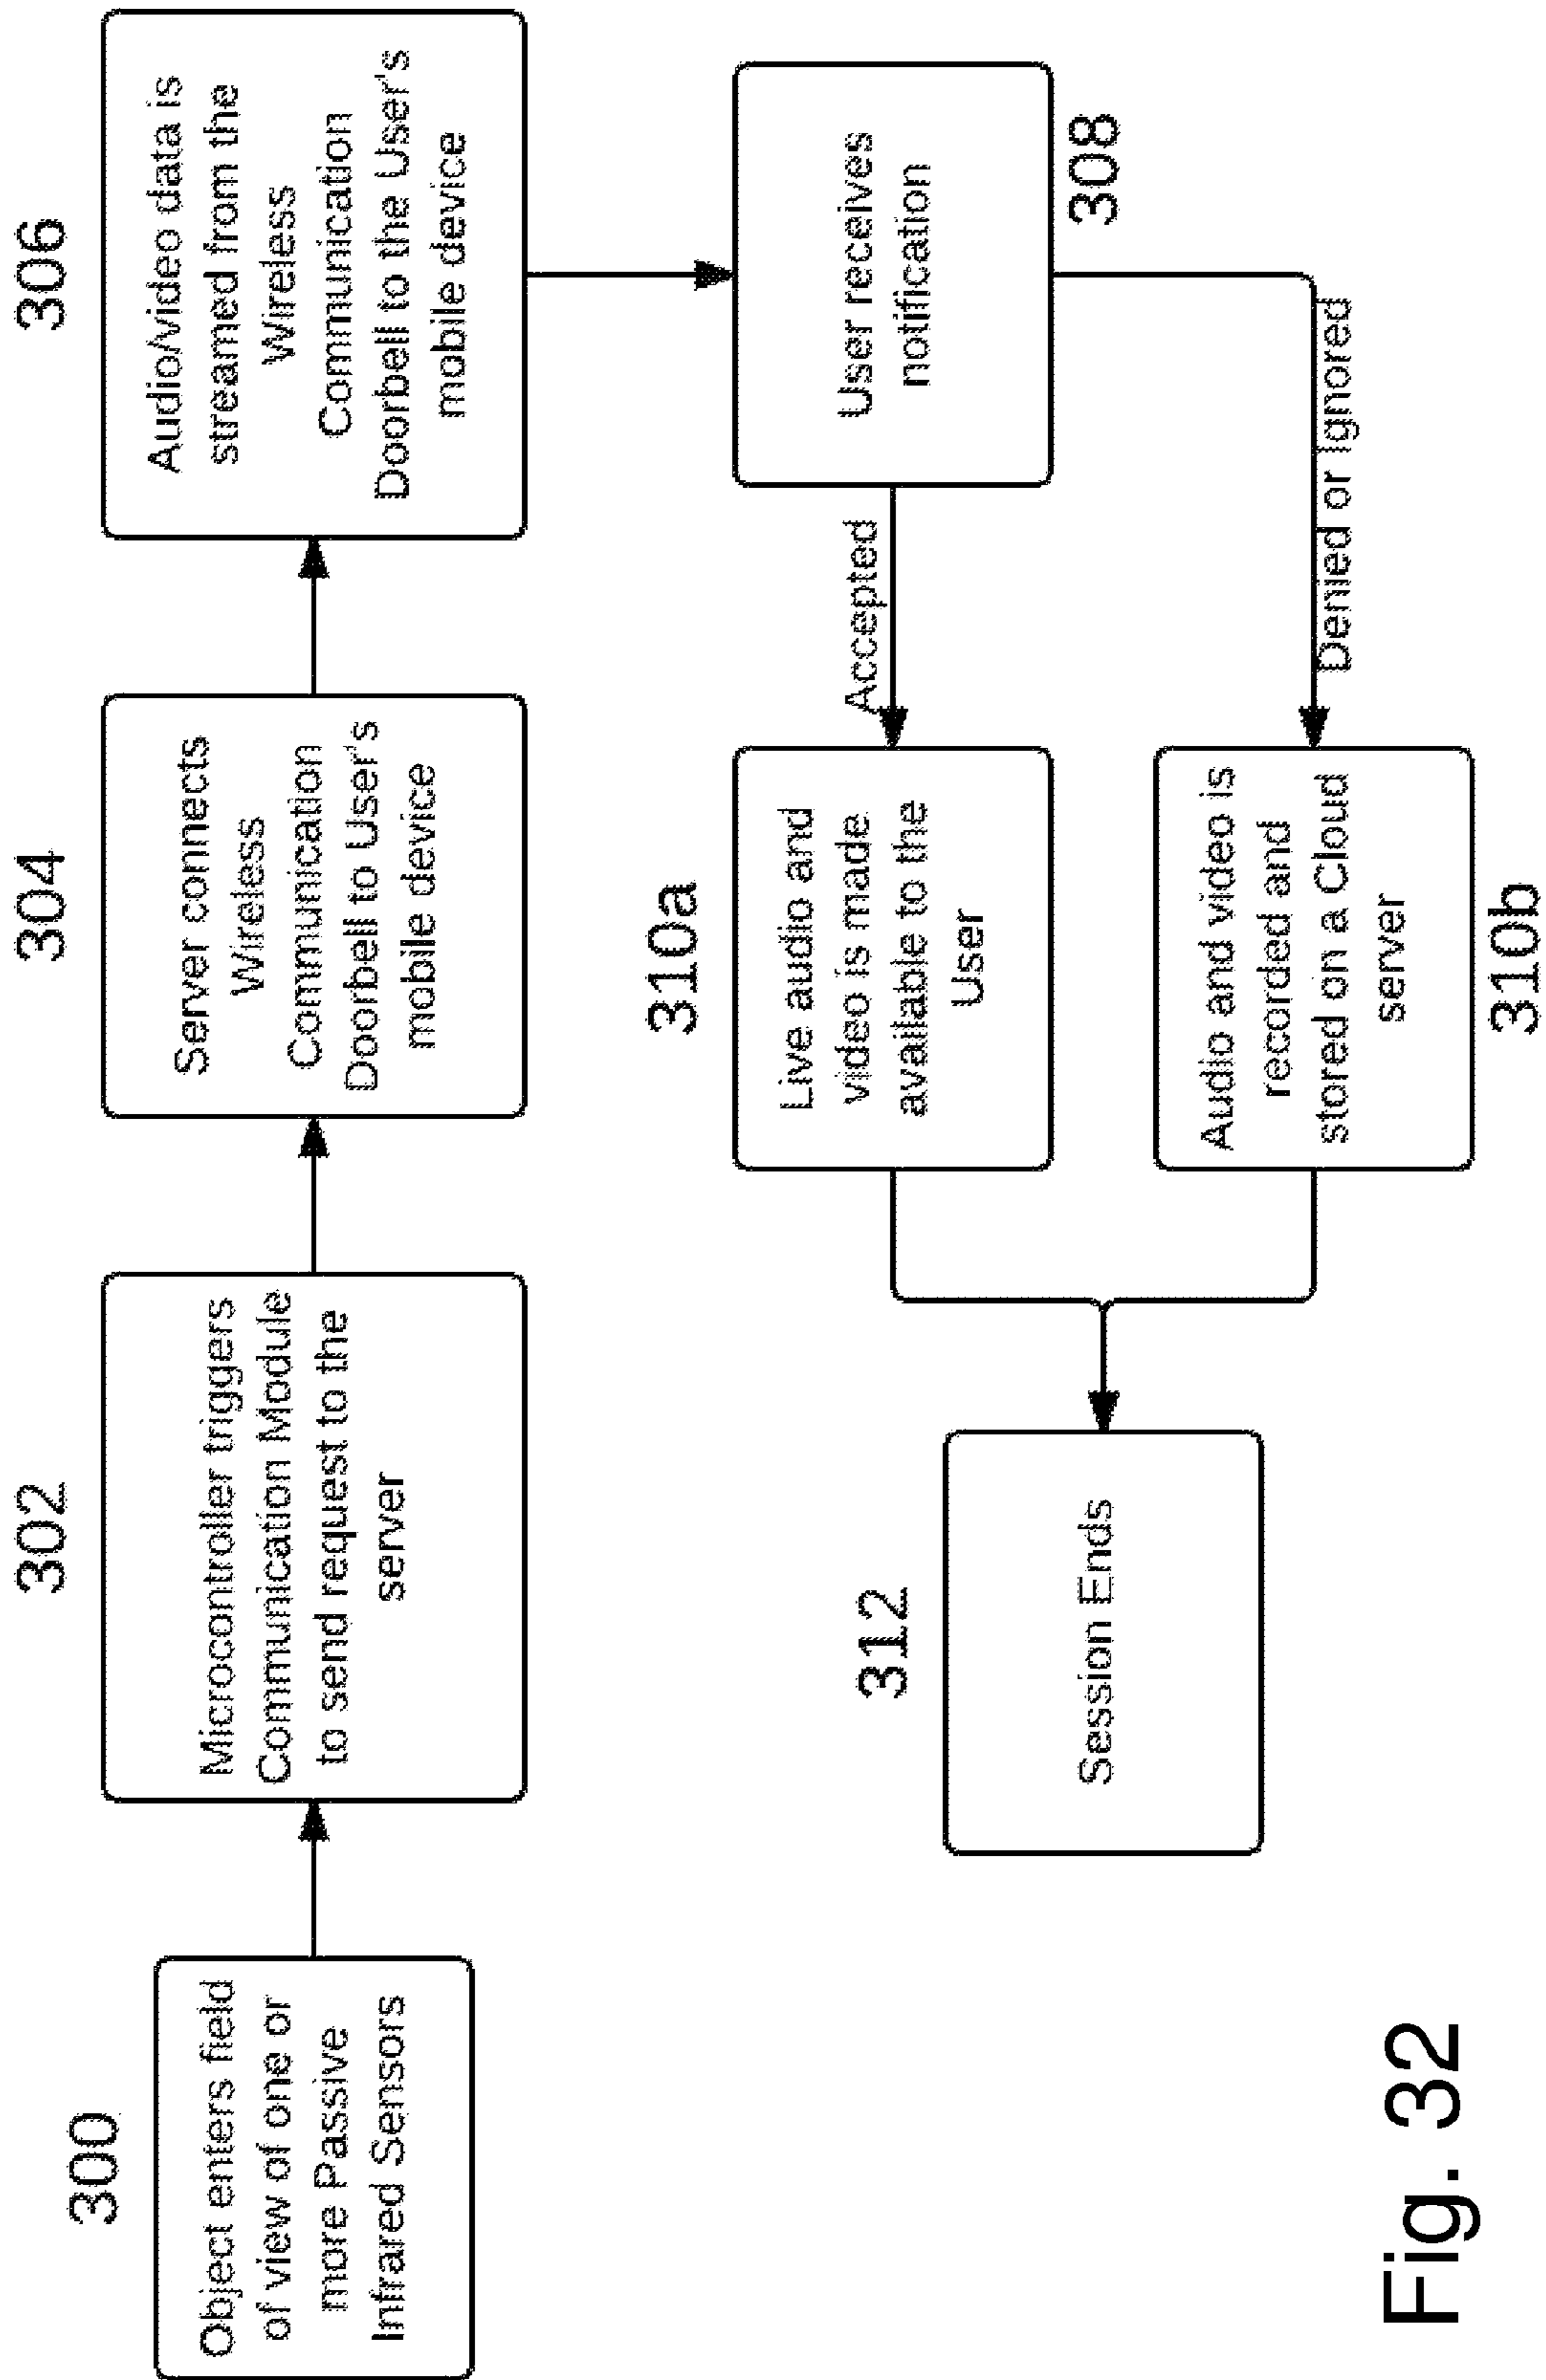 300
Object enters field
of view of one or
more Passive
Infrared Sensors
302
Microcontroller triggers
Communication Module
to send request to the
server
304
Server connects
Wireless
Communication
Doorbell to User's
mobile device
306
Audio/video data is
streamed from the
Wireless
Communication
Doorbell to the User's
mobile device
User receives
notification
308
Accepted
Denied or Ignored
310a
Live audio and
video is made
available to the
User
Audio and video is
recorded and
stored on a Cloud
server
310b
312
Session Ends
Fig. 32